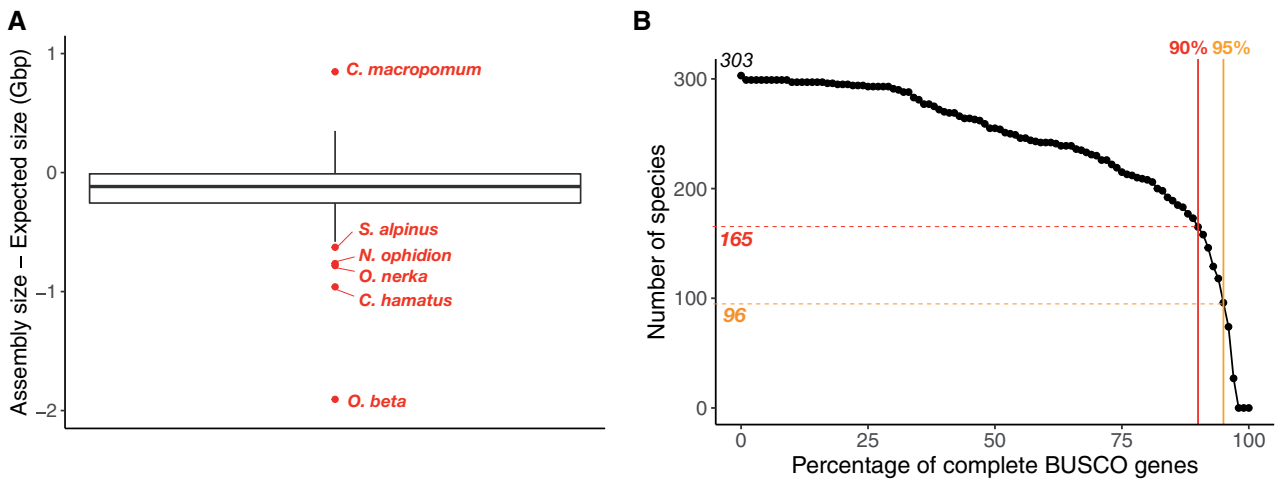 A
Assembly size – Expected size (Gbp)
1
0
−1
−2
C. macropomum
S. alpinus
N. ophidion
O. nerka
C. hamatus
O. beta
B
Number of species
303
90%
95%
300
200
100
0
165
96
0
25
50
75
100
Percentage of complete BUSCO genes